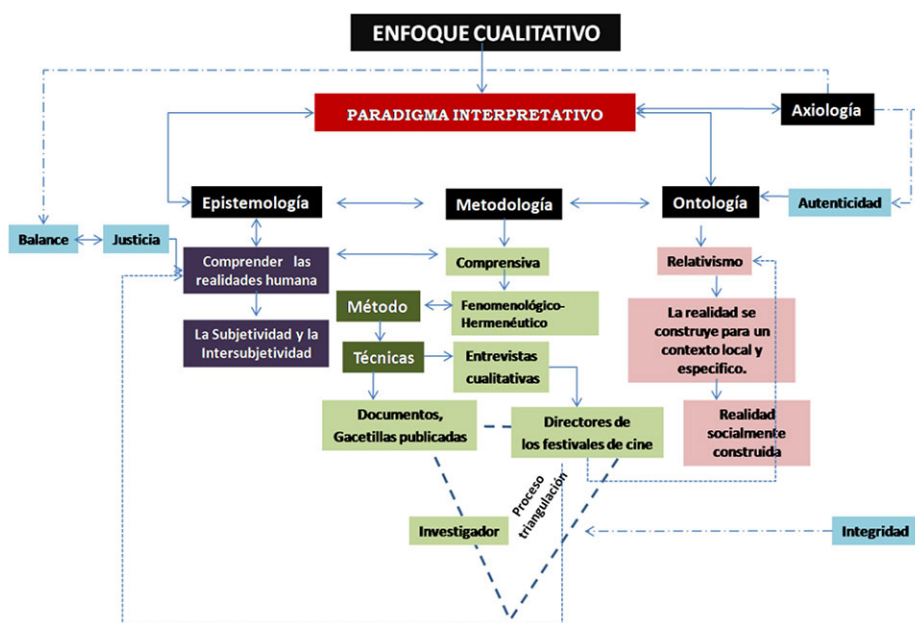 ENFOQUE CUALITATIVO
PARADIGMA INTERPRETATIVO
Axiología
Epistemología
Metodología
Ontología
Autenticidad
Balance
Justicia
Comprender las
realidades humana
Comprensiva
Relativismo
Método
Fenomenológico-
Hermenéutico
La realidad se
construye para un
contexto local y
especifico.
La Subjetividad y la
Intersubjetividad
Técnicas
Entrevistas
cualitativas
Documentos,
Gacetillas publicadas
Directores de
los festivales de cine
Realidad
socialmente
construida
Proceso
triangulación
Investigador
Integridad